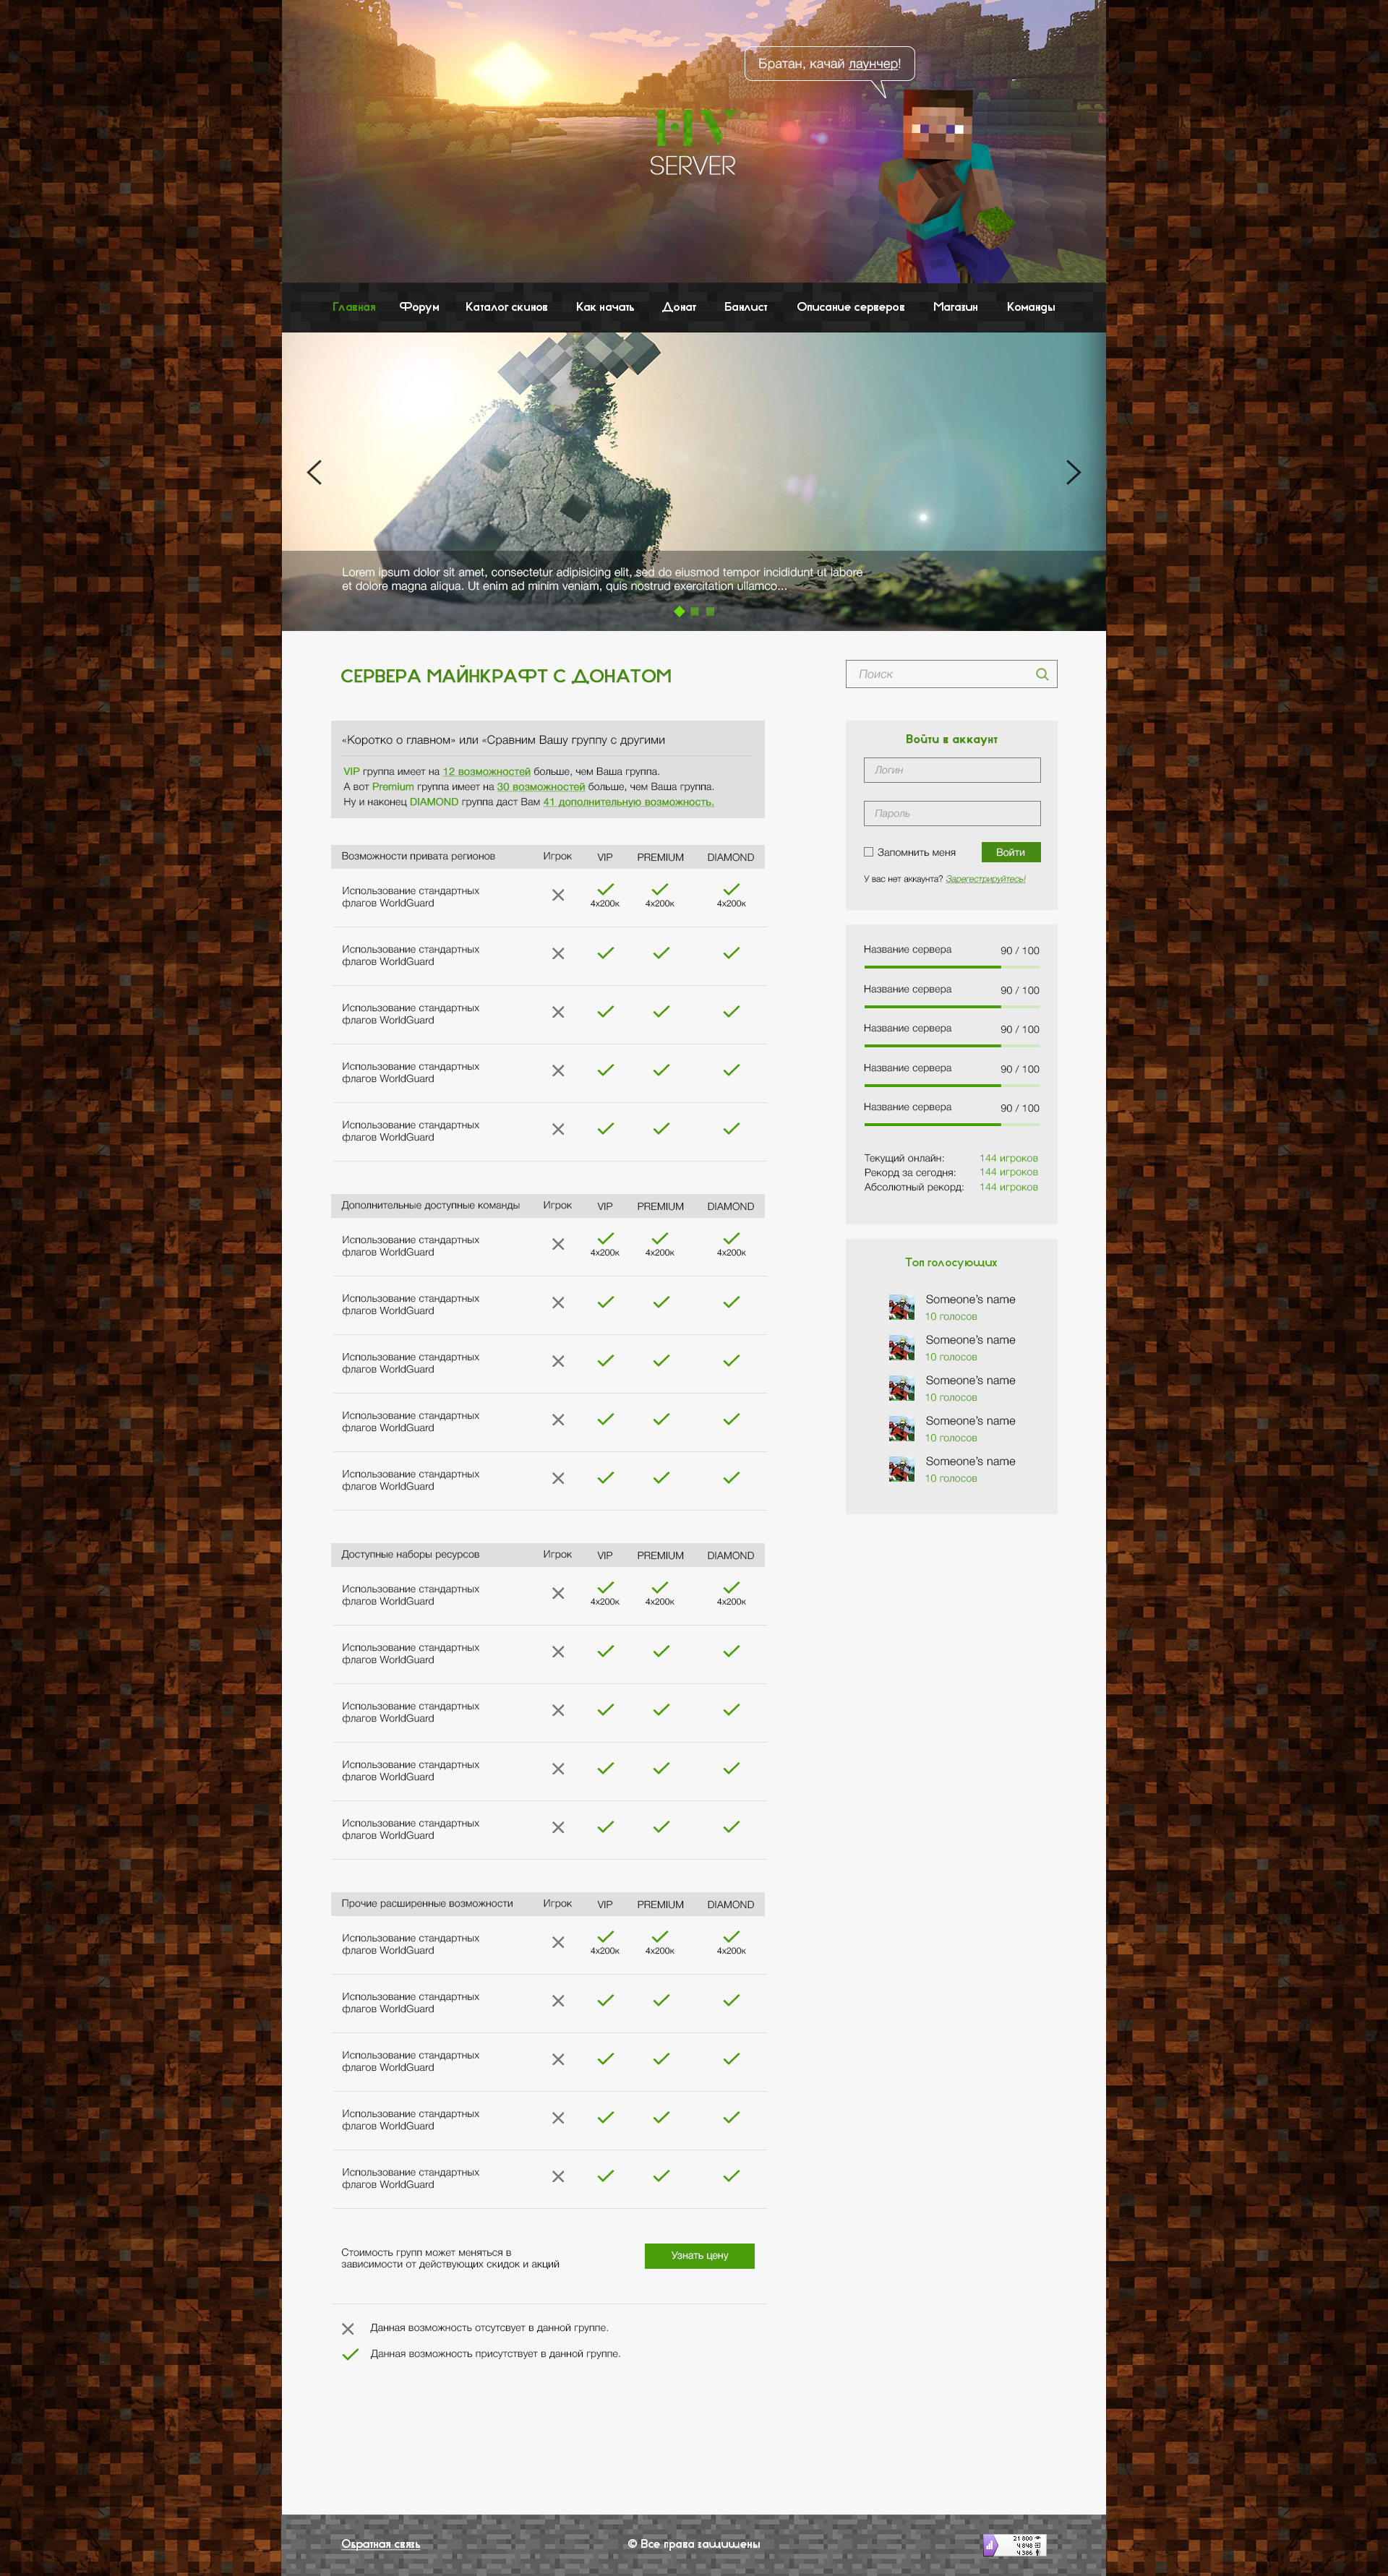 Братан, качай лаунчер!
SERVER
Главная Форум Каталог скинов Как начать Донат Банлист Описание серверов Магазин Команды
Lorem ipsum dolor sit amet, consectetur adipisicing elit, sed do eiusmod tempor incididunt ut labore
et dolore magna aliqua. Ut enim ad minim veniam, quis nostrud exercitation ullamco...
СЕРВЕРА МАЙНКРАФТ С ДОНАТОМ
«Коротко о главном» или «Сравним Вашу группу с другими
VIP группа имеет на 12 возможностей больше, чем Ваша группа.
А вот Premium группа имеет на 30 возможностей больше, чем Ваша группа.
Ну и наконец DIAMOND группа даст Вам 41 дополнительную возможность.
Возможности привата регионов Игрок VIP PREMIUM DIAMOND
Использование стандартных
флагов WorldGuard
4x200к 4x200к 4x200к
Использование стандартных
флагов WorldGuard
Использование стандартных
флагов WorldGuard
Использование стандартных
флагов WorldGuard
Использование стандартных
флагов WorldGuard
Дополнительные доступные команды Игрок VIP PREMIUM DIAMOND
Использование стандартных
флагов WorldGuard
4x200к 4x200к 4x200к
Использование стандартных
флагов WorldGuard
Использование стандартных
флагов WorldGuard
Использование стандартных
флагов WorldGuard
Использование стандартных
флагов WorldGuard
Доступные наборы ресурсов Игрок VIP PREMIUM DIAMOND
Использование стандартных
флагов WorldGuard
4x200к 4x200к 4x200к
Использование стандартных
флагов WorldGuard
Использование стандартных
флагов WorldGuard
Использование стандартных
флагов WorldGuard
Использование стандартных
флагов WorldGuard
Прочие расширенные возможности Игрок VIP PREMIUM DIAMOND
Использование стандартных
флагов WorldGuard
4x200к 4x200к 4x200к
Использование стандартных
флагов WorldGuard
Использование стандартных
флагов WorldGuard
Использование стандартных
флагов WorldGuard
Использование стандартных
флагов WorldGuard
Стоимость групп может меняться в
зависимости от действующих скидок и акций
Узнать цену
Данная возможность отсутсвует в данной группе.
Данная возможность присутствует в данной группе.
Поиск
Войти в аккаунт
Логин
Пароль
Запомнить меня Войти
У вас нет аккаунта? Зарегестрируйтесь!
Название сервера 90 / 100
Название сервера 90 / 100
Название сервера 90 / 100
Название сервера 90 / 100
Название сервера 90 / 100
Текущий онлайн: 144 игроков
Рекорд за сегодня: 144 игроков
Абсолютный рекорд: 144 игроков
Топ голосующих
Someone's name
10 голосов
Someone's name
10 голосов
Someone's name
10 голосов
Someone's name
10 голосов
Someone's name
10 голосов
Обратная связь © Все права защищены
21 800
4 848
4 386